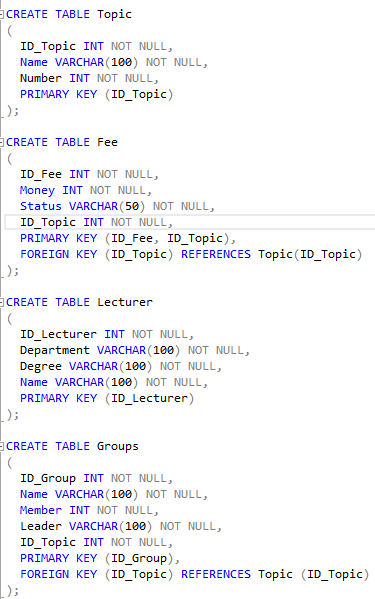 CREATE TABLE Topic
(
ID_Topic INT NOT NULL,
Name VARCHAR(100) NOT NULL,
Number INT NOT NULL,
PRIMARY KEY (ID_Topic)
);
CREATE TABLE Fee
(
ID_Fee INT NOT NULL,
Money INT NOT NULL,
Status VARCHAR(50) NOT NULL,
ID_Topic INT NOT NULL,
PRIMARY KEY (ID_Fee, ID_Topic),
FOREIGN KEY (ID_Topic) REFERENCES Topic(ID_Topic)
);
CREATE TABLE Lecturer
(
ID_Lecturer INT NOT NULL,
Department VARCHAR(100) NOT NULL,
Degree VARCHAR(100) NOT NULL,
Name VARCHAR(100) NOT NULL,
PRIMARY KEY (ID_Lecturer)
);
CREATE TABLE Groups
(
ID_Group INT NOT NULL,
Name VARCHAR(100) NOT NULL,
Member INT NOT NULL,
Leader VARCHAR(100) NOT NULL,
ID_Topic INT NOT NULL,
PRIMARY KEY (ID_Group),
FOREIGN KEY (ID_Topic) REFERENCES Topic (ID_Topic)
);